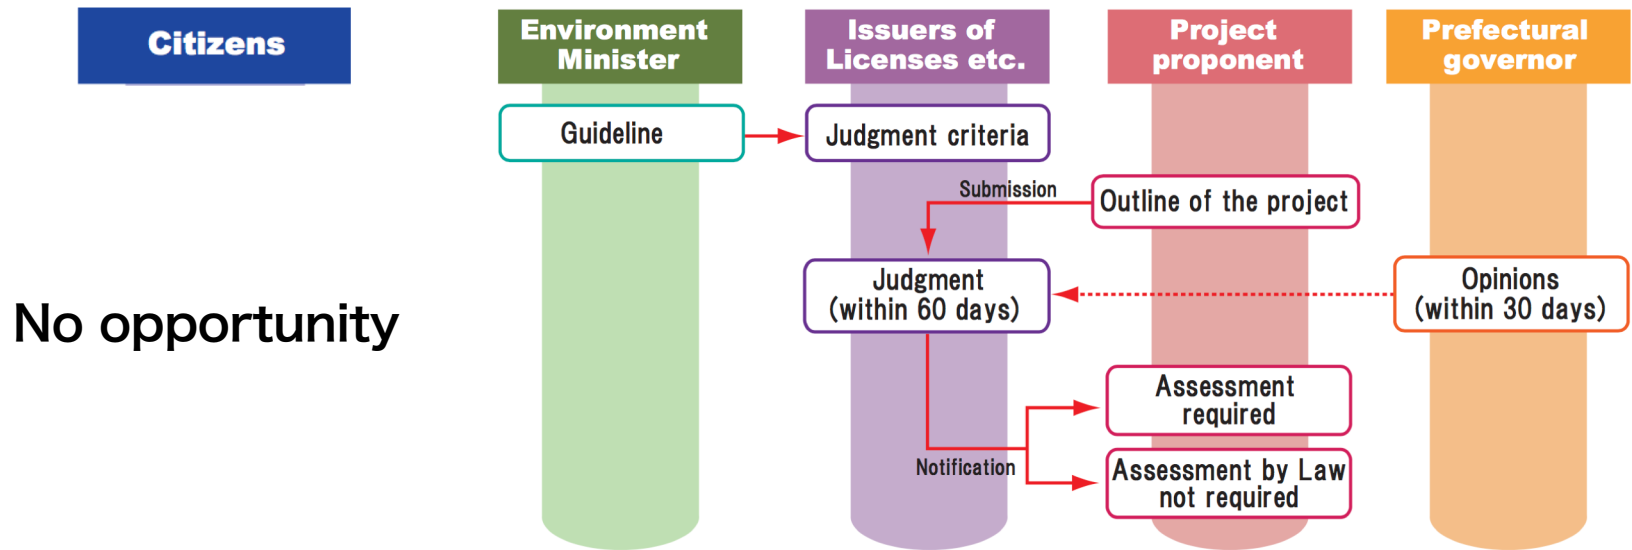 Citizens
Environment
Minister
Issuers of
Licenses etc.
Project
proponent
Prefectural
governor
Guideline
Judgment criteria
Submission
Outline of the project
Judgment
(within 60 days)
Opinions
(within 30 days)
No opportunity
Assessment
required
Notification
Assessment by Law
not required